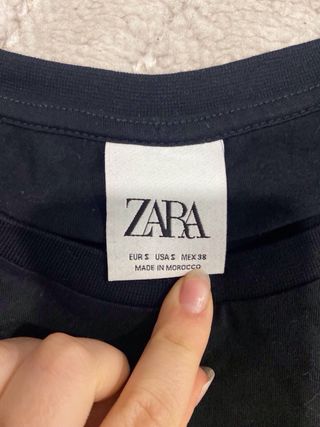 ZARA
EUR S USA S MEX 38
MADE IN MOROCCO